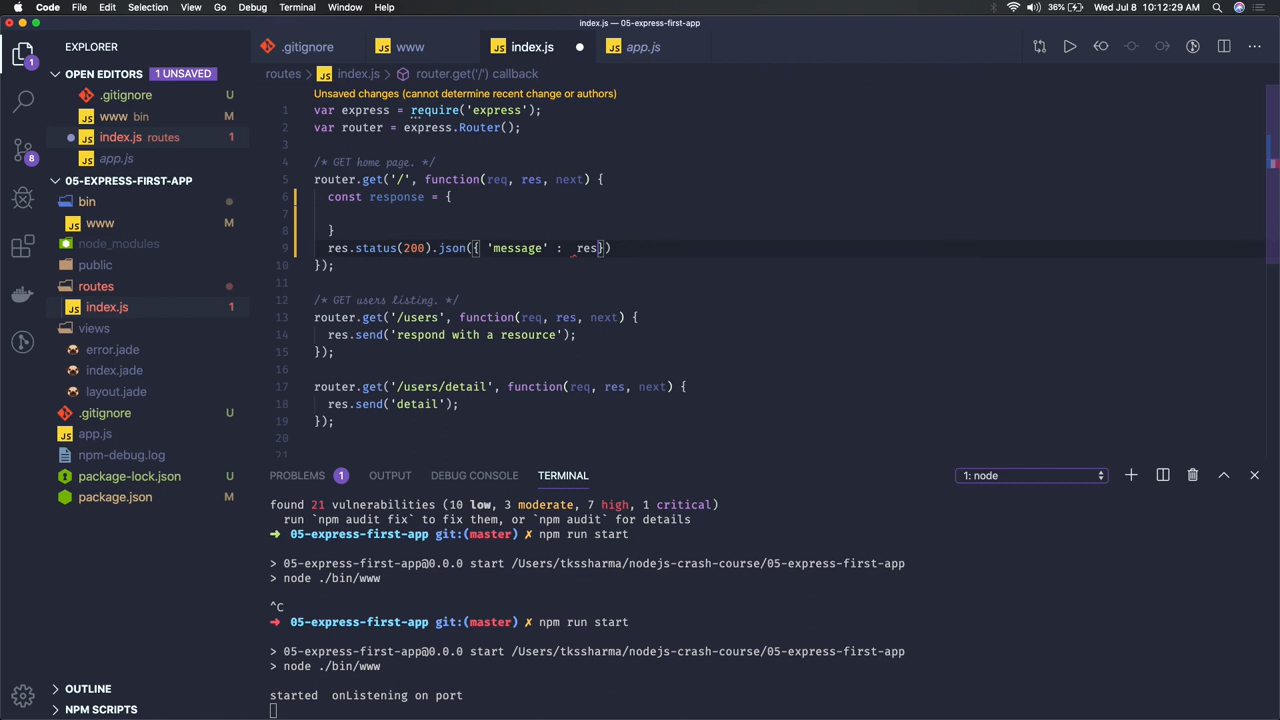 Code File Edit Selection View Go Debug Terminal Window Help 36% Wed Jul 8 10:12:29 AM
index.js — 05-express-first-app
EXPLORER
OPEN EDITORS 1 UNSAVED
.gitignore U
www bin M
index.js routes 1
app.js
05-EXPRESS-FIRST-APP
bin
www M
node_modules
public
routes
index.js 1
views
error.jade
index.jade
layout.jade
.gitignore U
app.js
npm-debug.log
package-lock.json U
package.json M
OUTLINE
NPM SCRIPTS
1
8
.gitignore www index.js app.js
routes > index.js > router.get('/') callback
Unsaved changes (cannot determine recent change or authors)
1 var express = require('express');
2 var router = express.Router();
3
4 /* GET home page. */
5 router.get('/', function(req, res, next) {
6 const response = {
7
8 }
9 res.status(200).json({ 'message' : res})
10 });
11
12 /* GET users listing. */
13 router.get('/users', function(req, res, next) {
14 res.send('respond with a resource');
15 });
16
17 router.get('/users/detail', function(req, res, next) {
18 res.send('detail');
19 });
20
21
PROBLEMS 1 OUTPUT DEBUG CONSOLE TERMINAL 1: node
found 21 vulnerabilities (10 low, 3 moderate, 7 high, 1 critical)
run `npm audit fix` to fix them, or `npm audit` for details
➜ 05-express-first-app git:(master) ✗ npm run start
> 05-express-first-app@0.0.0 start /Users/tkssharma/nodejs-crash-course/05-express-first-app
> node ./bin/www
^C
➜ 05-express-first-app git:(master) ✗ npm run start
> 05-express-first-app@0.0.0 start /Users/tkssharma/nodejs-crash-course/05-express-first-app
> node ./bin/www
started onListening on port